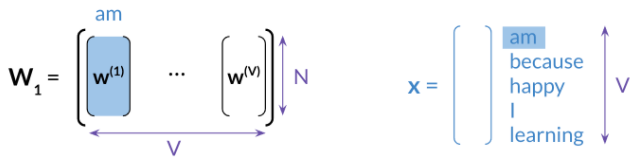 am
W₁ = w⁽¹⁾ ... w⁽ⱽ⁾ N
V
x =
am
because
happy
I
learning
V